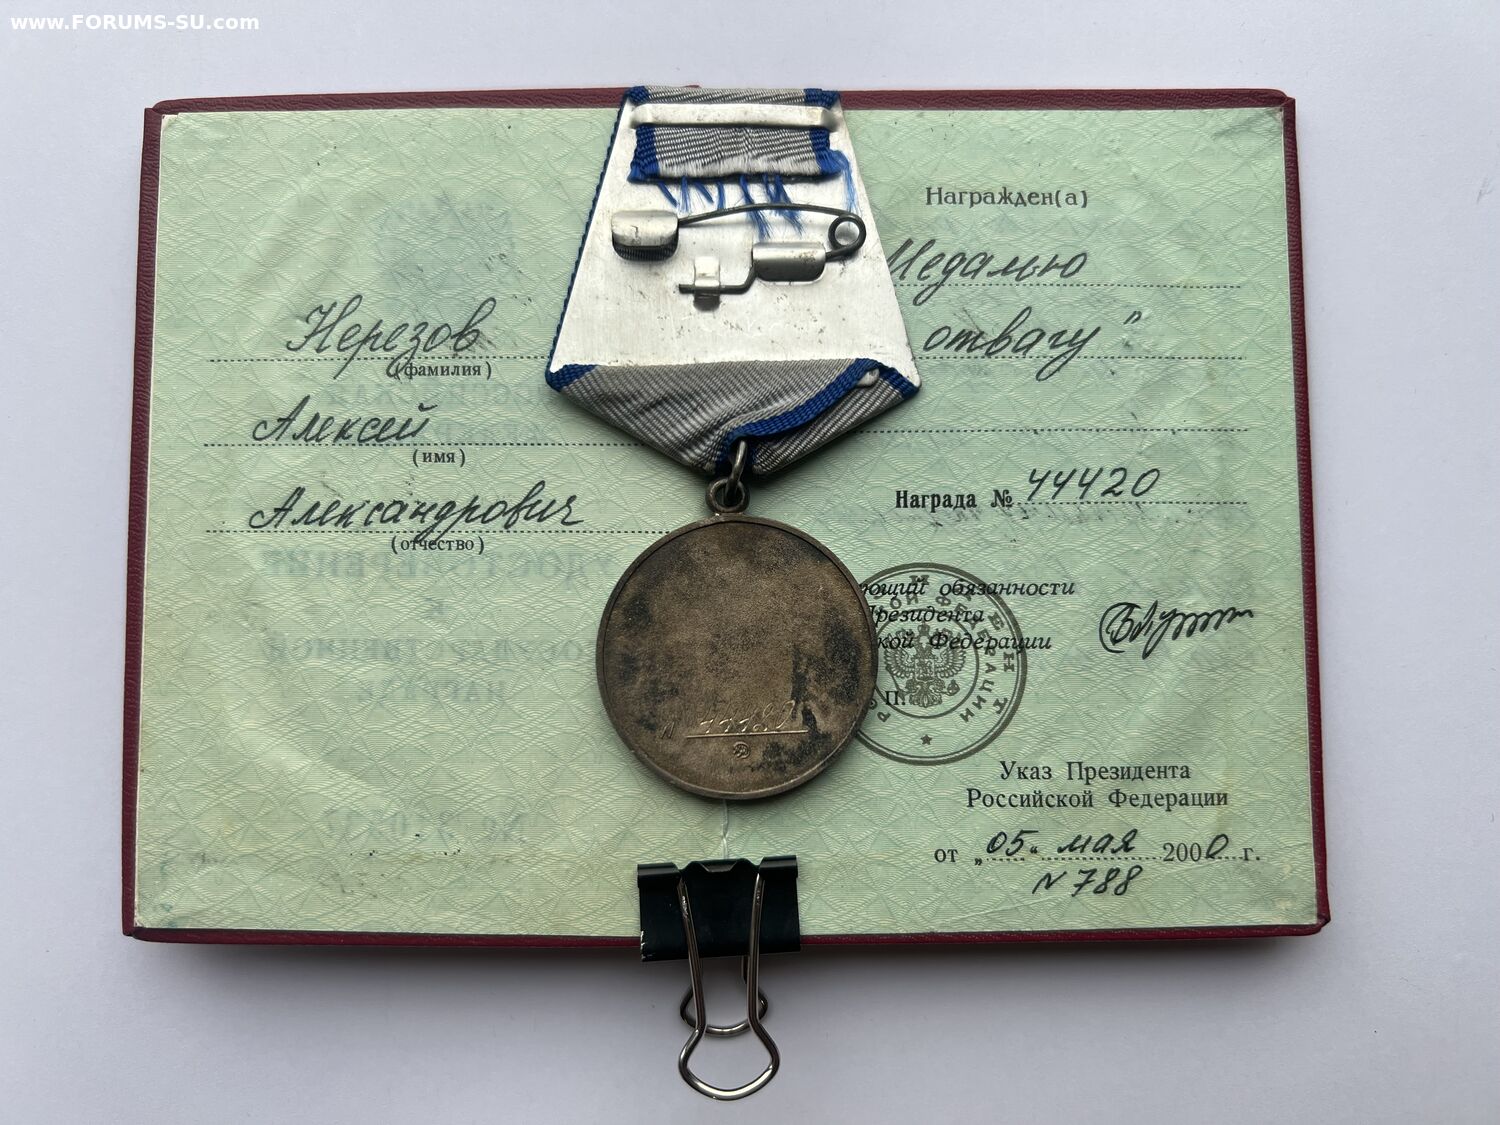 www.FORUMS-SU.com
Нерезов
(фамилия)
Алексей
(имя)
Александрович
(отчество)
Награжден(а)
Медалью
отвагу"
Награда № 44420
обязанности
Президента
Федерации
П.
Указ Президента
Российской Федерации
от „05" мая 2000 г.
N 788
N 44420